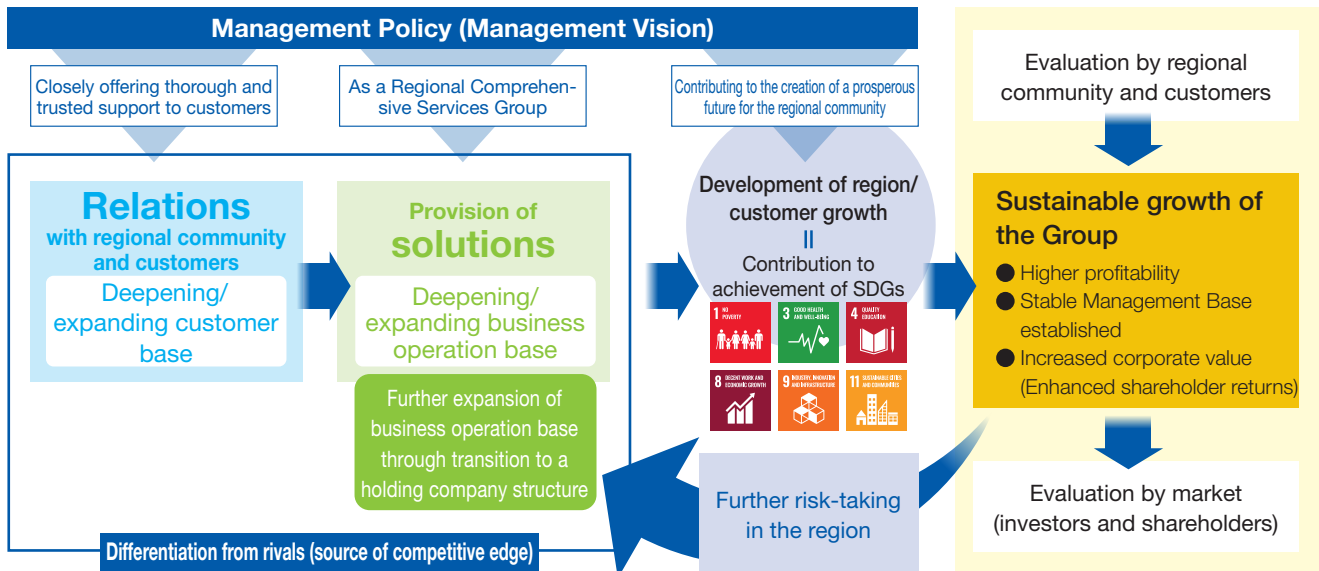 Management Policy (Management Vision)
Closely offering thorough and
trusted support to customers
As a Regional Comprehen-
sive Services Group
Contributing to the creation of a prosperous
future for the regional community
Relations
with regional community
and customers
Deepening/
expanding customer
base
Provision of
solutions
Deepening/
expanding business
operation base
Further expansion of
business operation base
through transition to a
holding company structure
Differentiation from rivals (source of competitive edge)
Development of region/
customer growth
=
Contribution to
achievement of SDGs
1 NO
POVERTY
3 GOOD HEALTH
AND WELL-BEING
4 QUALITY
EDUCATION
8 DECENT WORK AND
ECONOMIC GROWTH
9 INDUSTRY, INNOVATION
AND INFRASTRUCTURE
11 SUSTAINABLE CITIES
AND COMMUNITIES
Further risk-taking
in the region
Evaluation by regional
community and customers
Sustainable growth of
the Group
● Higher profitability
● Stable Management Base
established
● Increased corporate value
(Enhanced shareholder returns)
Evaluation by market
(investors and shareholders)